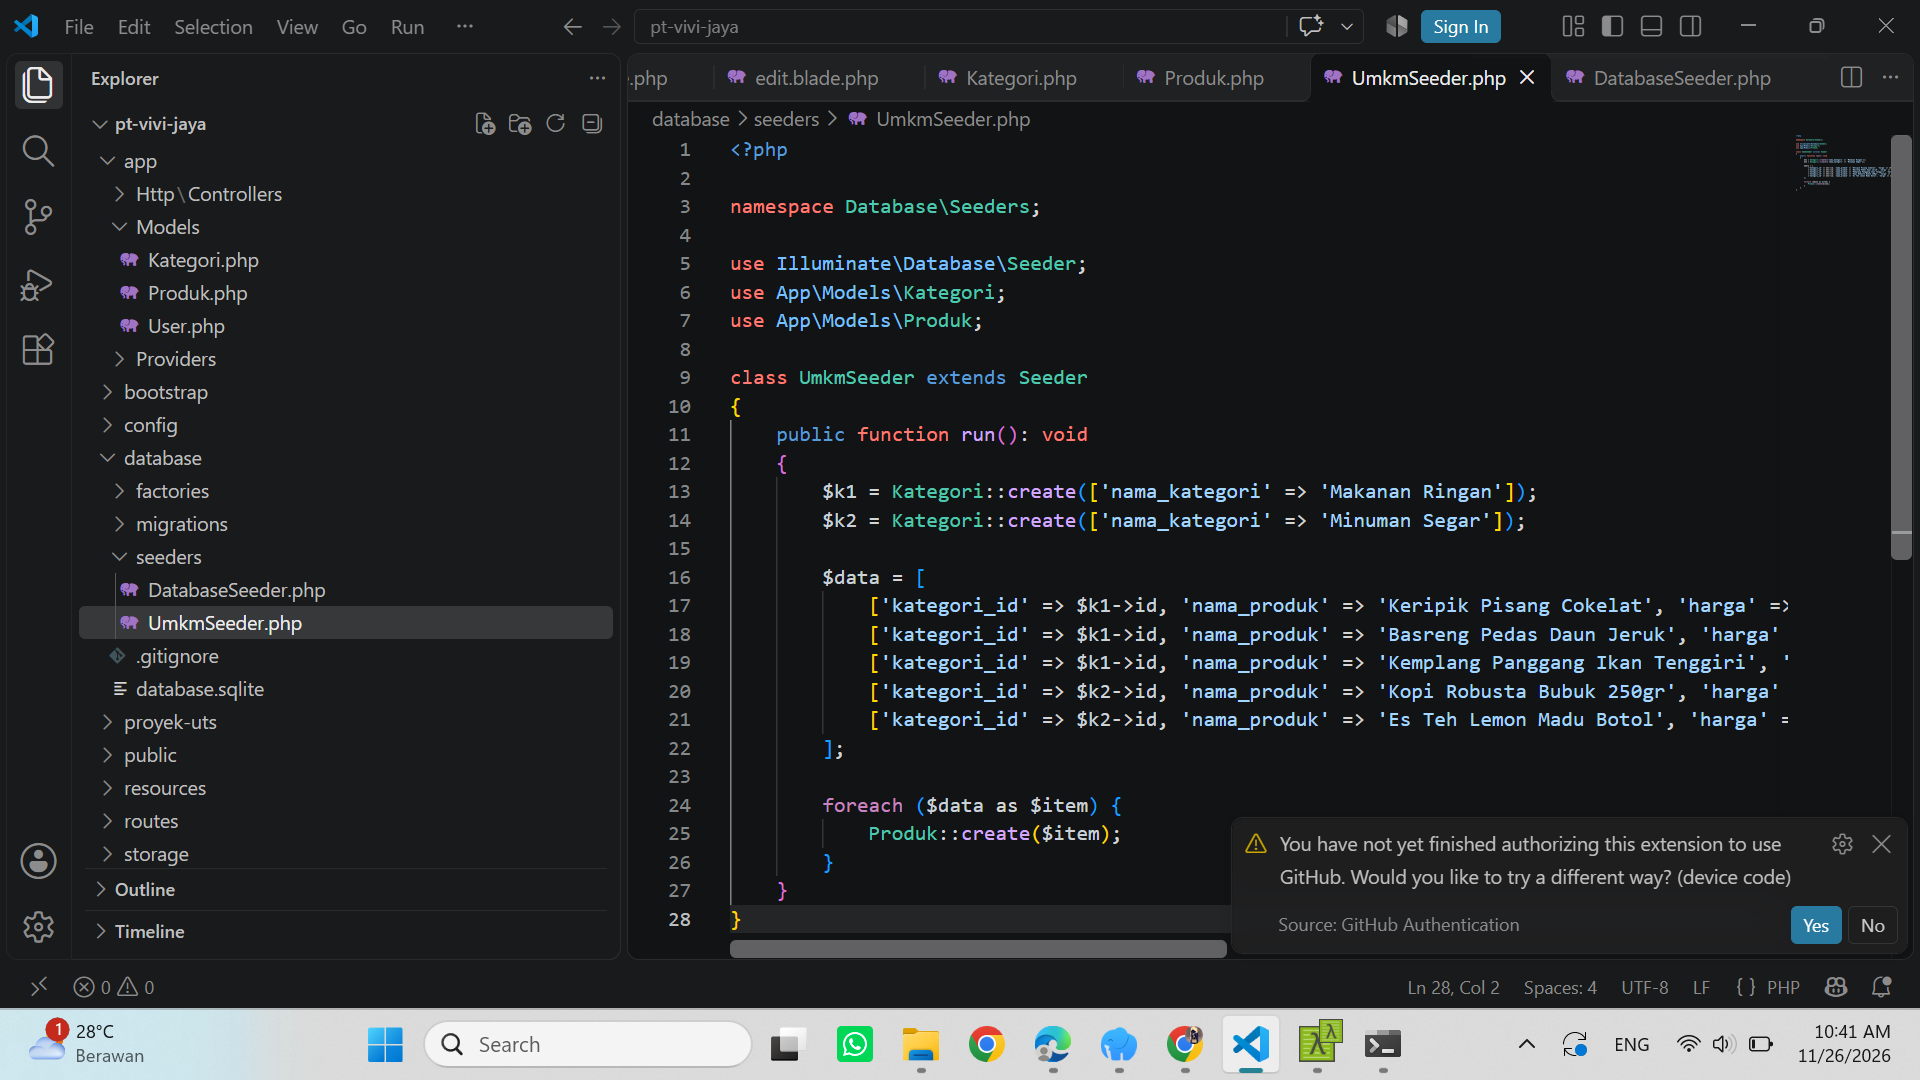 File Edit Selection View Go Run ···
pt-vivi-jaya
Sign In
Explorer
pt-vivi-jaya
app
Http\Controllers
Models
Kategori.php
Produk.php
User.php
Providers
bootstrap
config
database
factories
migrations
seeders
DatabaseSeeder.php
UmkmSeeder.php
.gitignore
database.sqlite
proyek-uts
public
resources
routes
storage
Outline
Timeline
.php edit.blade.php Kategori.php Produk.php UmkmSeeder.php DatabaseSeeder.php
database > seeders > UmkmSeeder.php
1 <?php
2
3 namespace Database\Seeders;
4
5 use Illuminate\Database\Seeder;
6 use App\Models\Kategori;
7 use App\Models\Produk;
8
9 class UmkmSeeder extends Seeder
10 {
11 public function run(): void
12 {
13 $k1 = Kategori::create(['nama_kategori' => 'Makanan Ringan']);
14 $k2 = Kategori::create(['nama_kategori' => 'Minuman Segar']);
15
16 $data = [
17 ['kategori_id' => $k1->id, 'nama_produk' => 'Keripik Pisang Cokelat', 'harga' =>
18 ['kategori_id' => $k1->id, 'nama_produk' => 'Basreng Pedas Daun Jeruk', 'harga'
19 ['kategori_id' => $k1->id, 'nama_produk' => 'Kemplang Panggang Ikan Tenggiri', '
20 ['kategori_id' => $k2->id, 'nama_produk' => 'Kopi Robusta Bubuk 250gr', 'harga'
21 ['kategori_id' => $k2->id, 'nama_produk' => 'Es Teh Lemon Madu Botol', 'harga' =
22 ];
23
24 foreach ($data as $item) {
25 Produk::create($item);
26 }
27 }
28 }
You have not yet finished authorizing this extension to use
GitHub. Would you like to try a different way? (device code)
Source: GitHub Authentication
Yes No
0 0
Ln 28, Col 2 Spaces: 4 UTF-8 LF { } PHP
1
28°C
Berawan
Search
ENG
10:41 AM
11/26/2026